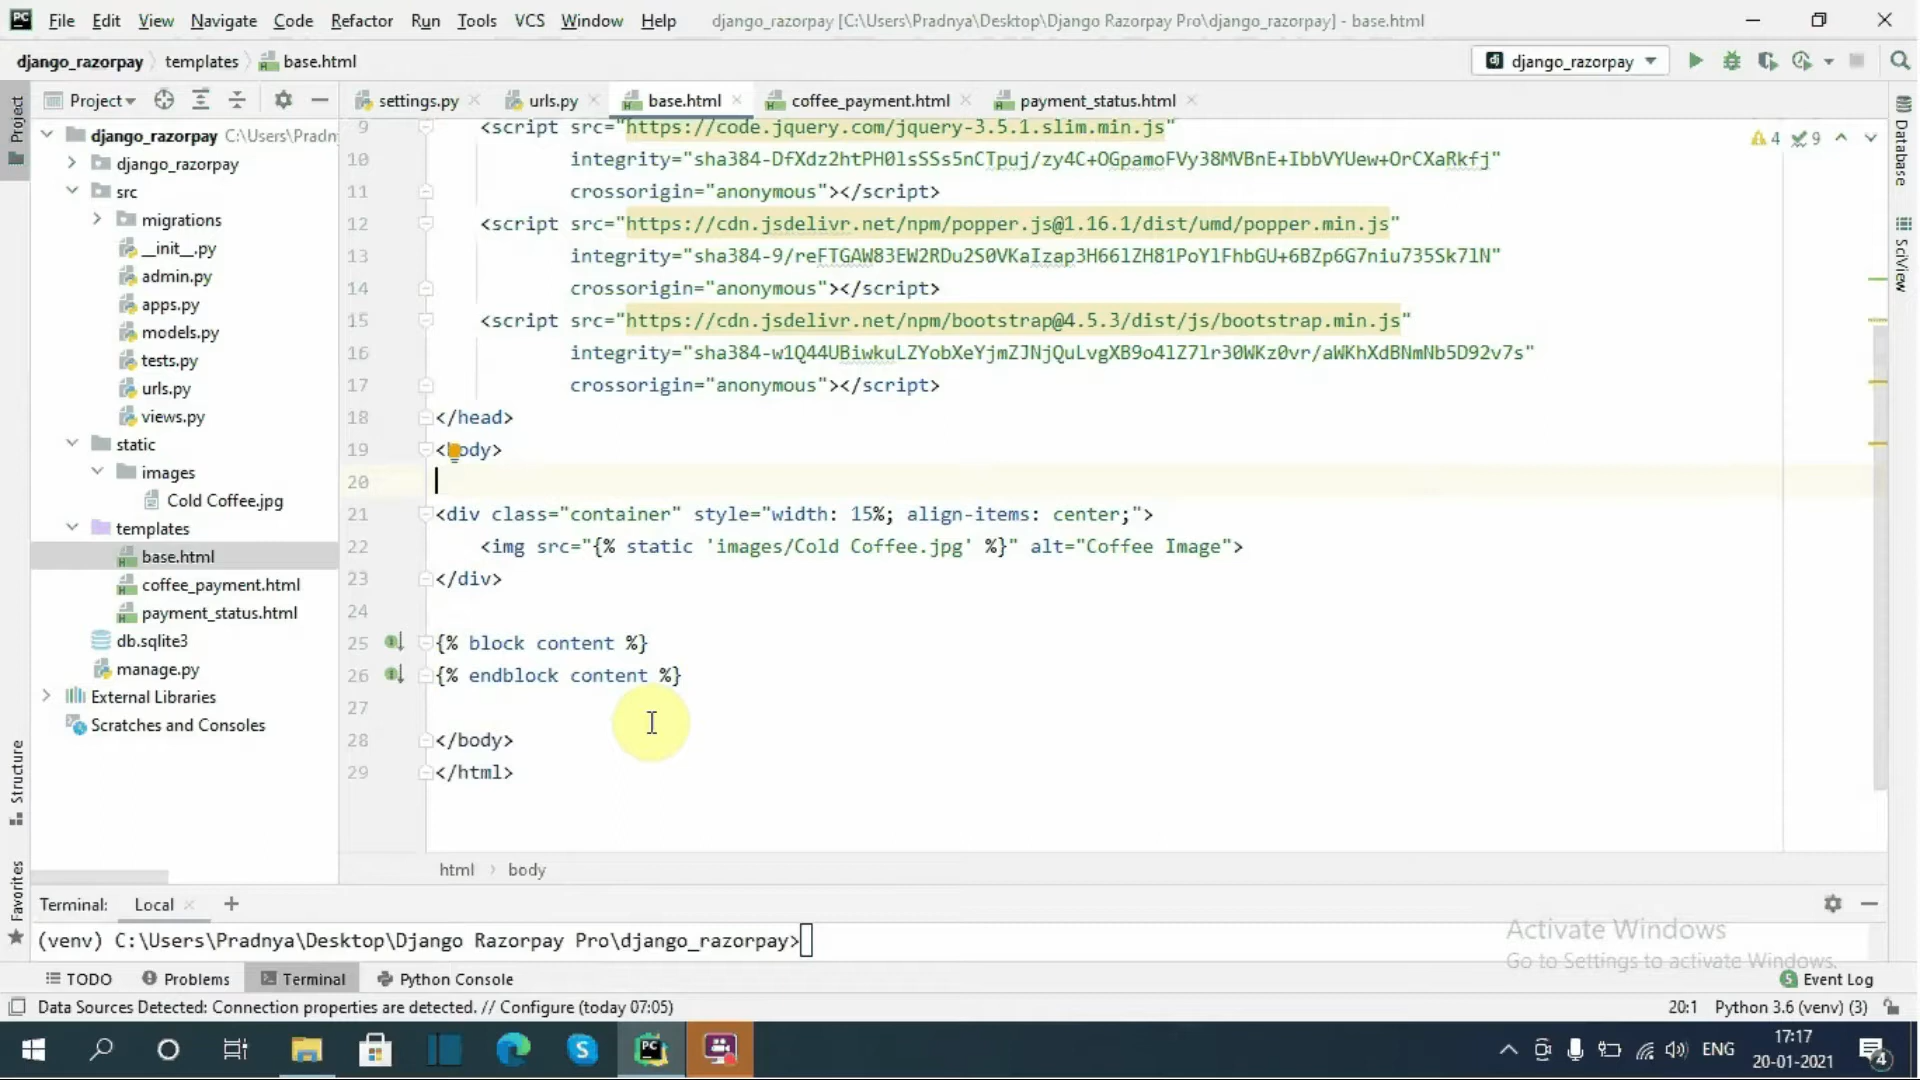 File Edit View Navigate Code Refactor Run Tools VCS Window Help django_razorpay [C:\Users\Pradnya\Desktop\Django Razorpay Pro\django_razorpay] - base.html
django_razorpay templates base.html django_razorpay
Project settings.py urls.py base.html coffee_payment.html payment_status.html
Project
Database
SciView
Structure
Favorites
django_razorpay C:\Users\Pradn
django_razorpay
src
migrations
__init__.py
admin.py
apps.py
models.py
tests.py
urls.py
views.py
static
images
Cold Coffee.jpg
templates
base.html
coffee_payment.html
payment_status.html
db.sqlite3
manage.py
External Libraries
Scratches and Consoles
4 9
9 <script src="https://code.jquery.com/jquery-3.5.1.slim.min.js"
10 integrity="sha384-DfXdz2htPH0lsSSs5nCTpuj/zy4C+OGpamoFVy38MVBnE+IbbVYUew+OrCXaRkfj"
11 crossorigin="anonymous"></script>
12 <script src="https://cdn.jsdelivr.net/npm/popper.js@1.16.1/dist/umd/popper.min.js"
13 integrity="sha384-9/reFTGAW83EW2RDu2S0VKaIzap3H66lZH81PoYlFhbGU+6BZp6G7niu735Sk7lN"
14 crossorigin="anonymous"></script>
15 <script src="https://cdn.jsdelivr.net/npm/bootstrap@4.5.3/dist/js/bootstrap.min.js"
16 integrity="sha384-w1Q44UBiwkuLZYobXeYjmZJNjQuLvgXB9o4lZ7lr30WKz0vr/aWKhXdBNmNb5D92v7s"
17 crossorigin="anonymous"></script>
18 </head>
19 <body>
20
21 <div class="container" style="width: 15%; align-items: center;">
22 <img src="{% static 'images/Cold Coffee.jpg' %}" alt="Coffee Image">
23 </div>
24
25 {% block content %}
26 {% endblock content %}
27
28 </body>
29 </html>
html body
Terminal: Local
(venv) C:\Users\Pradnya\Desktop\Django Razorpay Pro\django_razorpay>
Activate Windows
Go to Settings to activate Windows.
TODO Problems Terminal Python Console 5 Event Log
Data Sources Detected: Connection properties are detected. // Configure (today 07:05) 20:1 Python 3.6 (venv) (3)
ENG 17:17
20-01-2021 4